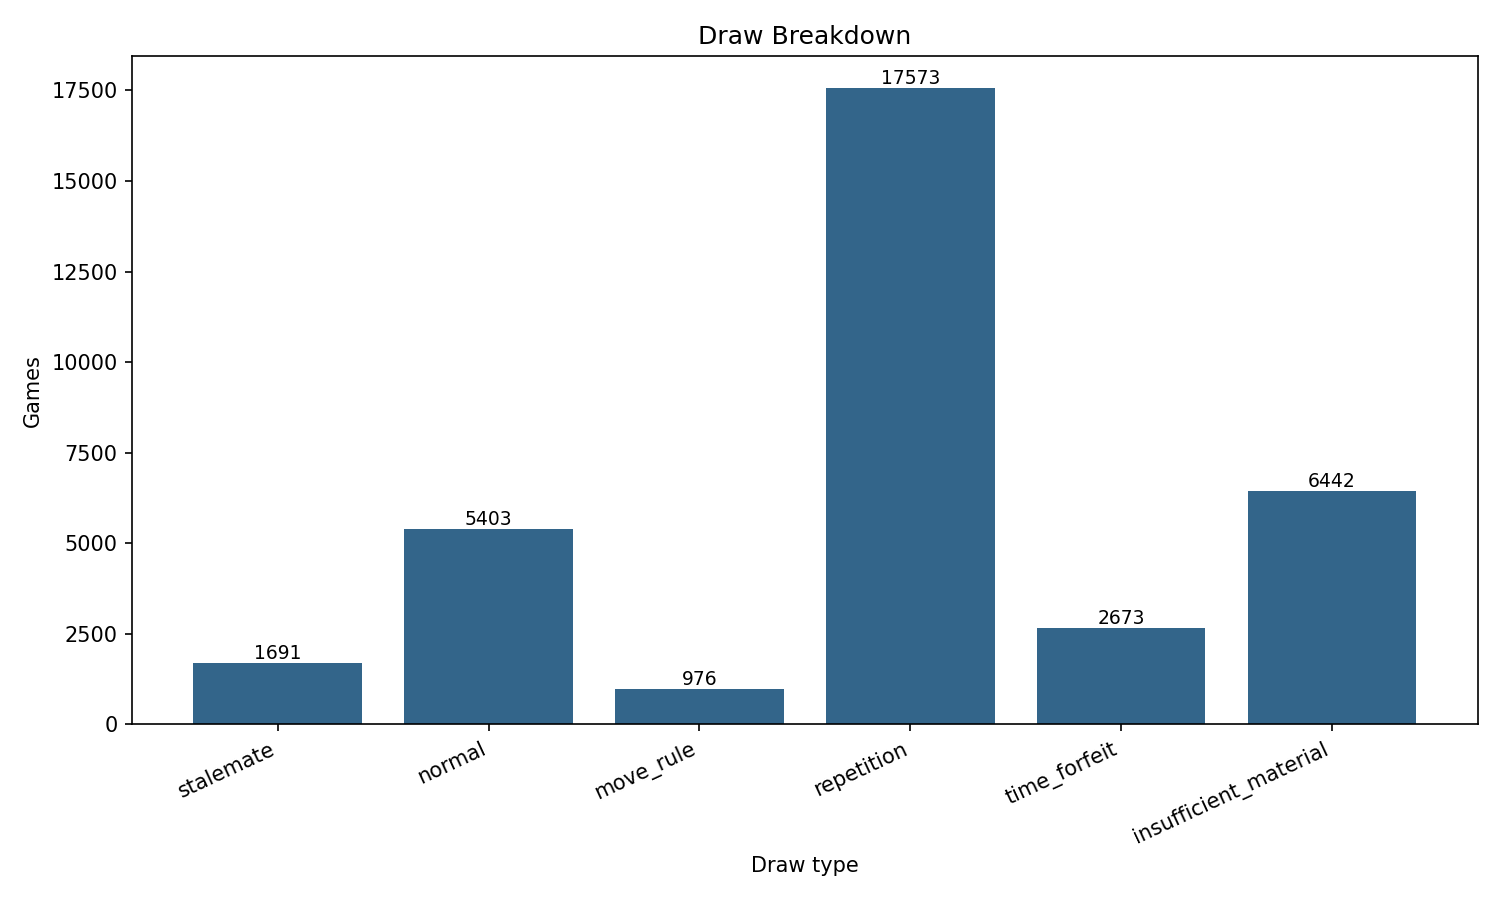 Draw Breakdown
17500
15000
12500
10000
7500
5000
2500
0
Games
1691
5403
976
17573
2673
6442
stalemate
normal
move_rule
repetition
time_forfeit
insufficient_material
Draw type